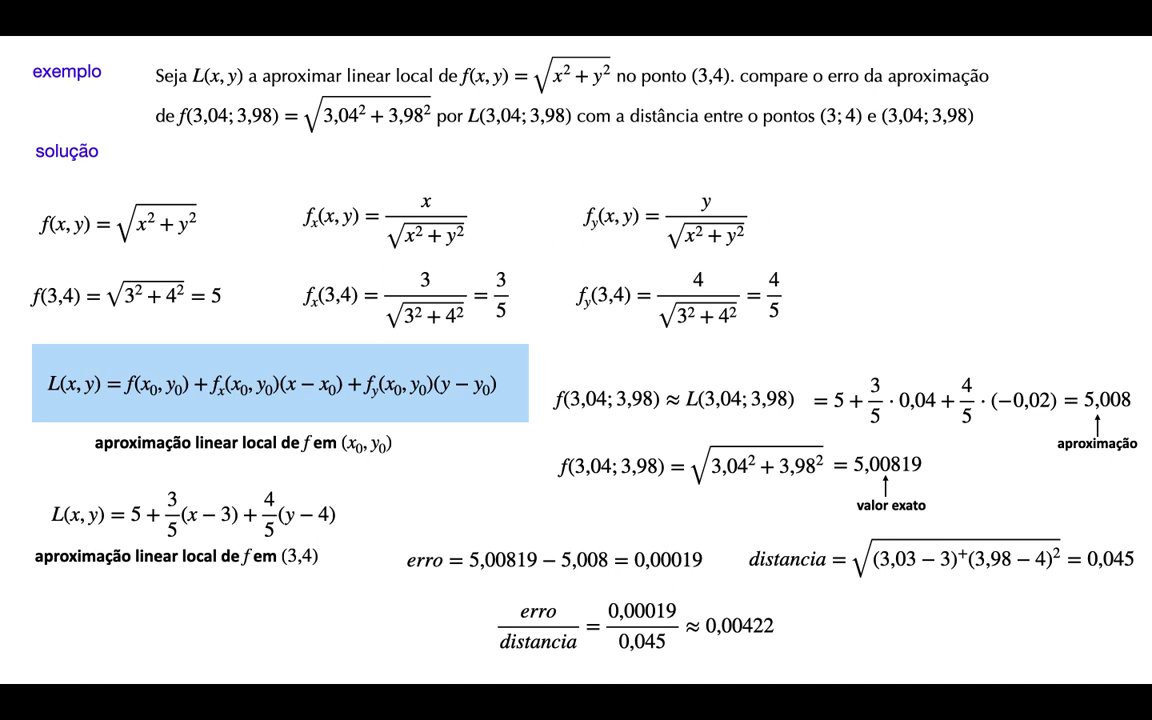 exemplo
Seja L(x, y) a aproximar linear local de f(x, y) = √(x² + y²) no ponto (3,4). compare o erro da aproximação
de f(3,04; 3,98) = √(3,04² + 3,98²) por L(3,04; 3,98) com a distância entre o pontos (3; 4) e (3,04; 3,98)
solução
f(x, y) = √(x² + y²)
fₓ(x, y) = x / √(x² + y²)
f_y(x, y) = y / √(x² + y²)
f(3,4) = √(3² + 4²) = 5
fₓ(3,4) = 3 / √(3² + 4²) = 3/5
f_y(3,4) = 4 / √(3² + 4²) = 4/5
L(x, y) = f(x₀, y₀) + fₓ(x₀, y₀)(x − x₀) + f_y(x₀, y₀)(y − y₀)
aproximação linear local de f em (x₀, y₀)
f(3,04; 3,98) ≈ L(3,04; 3,98) = 5 + 3/5 · 0,04 + 4/5 · (−0,02) = 5,008
aproximação
f(3,04; 3,98) = √(3,04² + 3,98²) = 5,00819
valor exato
L(x, y) = 5 + 3/5(x − 3) + 4/5(y − 4)
aproximação linear local de f em (3,4)
erro = 5,00819 − 5,008 = 0,00019
distancia = √((3,03 − 3)⁺(3,98 − 4)²) = 0,045
erro / distancia = 0,00019 / 0,045 ≈ 0,00422